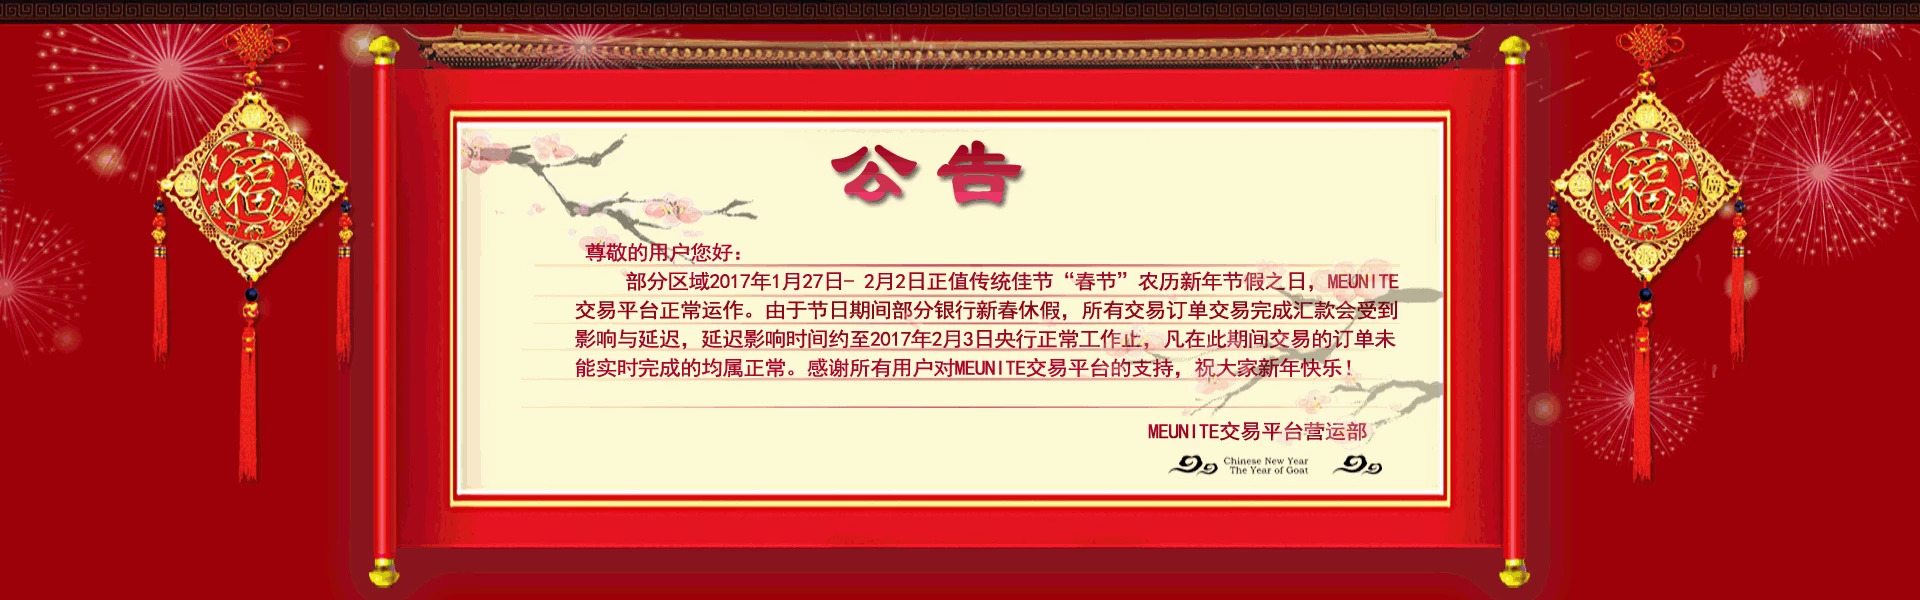 公告
福
福
尊敬的用户您好：
部分区域2017年1月27日- 2月2日正值传统佳节“春节”农历新年节假之日，MEUNITE
交易平台正常运作。由于节日期间部分银行新春休假，所有交易订单交易完成汇款会受到
影响与延迟，延迟影响时间约至2017年2月3日央行正常工作止，凡在此期间交易的订单未
能实时完成的均属正常。感谢所有用户对MEUNITE交易平台的支持，祝大家新年快乐！
MEUNITE交易平台营运部
Chinese New Year
The Year of Goat